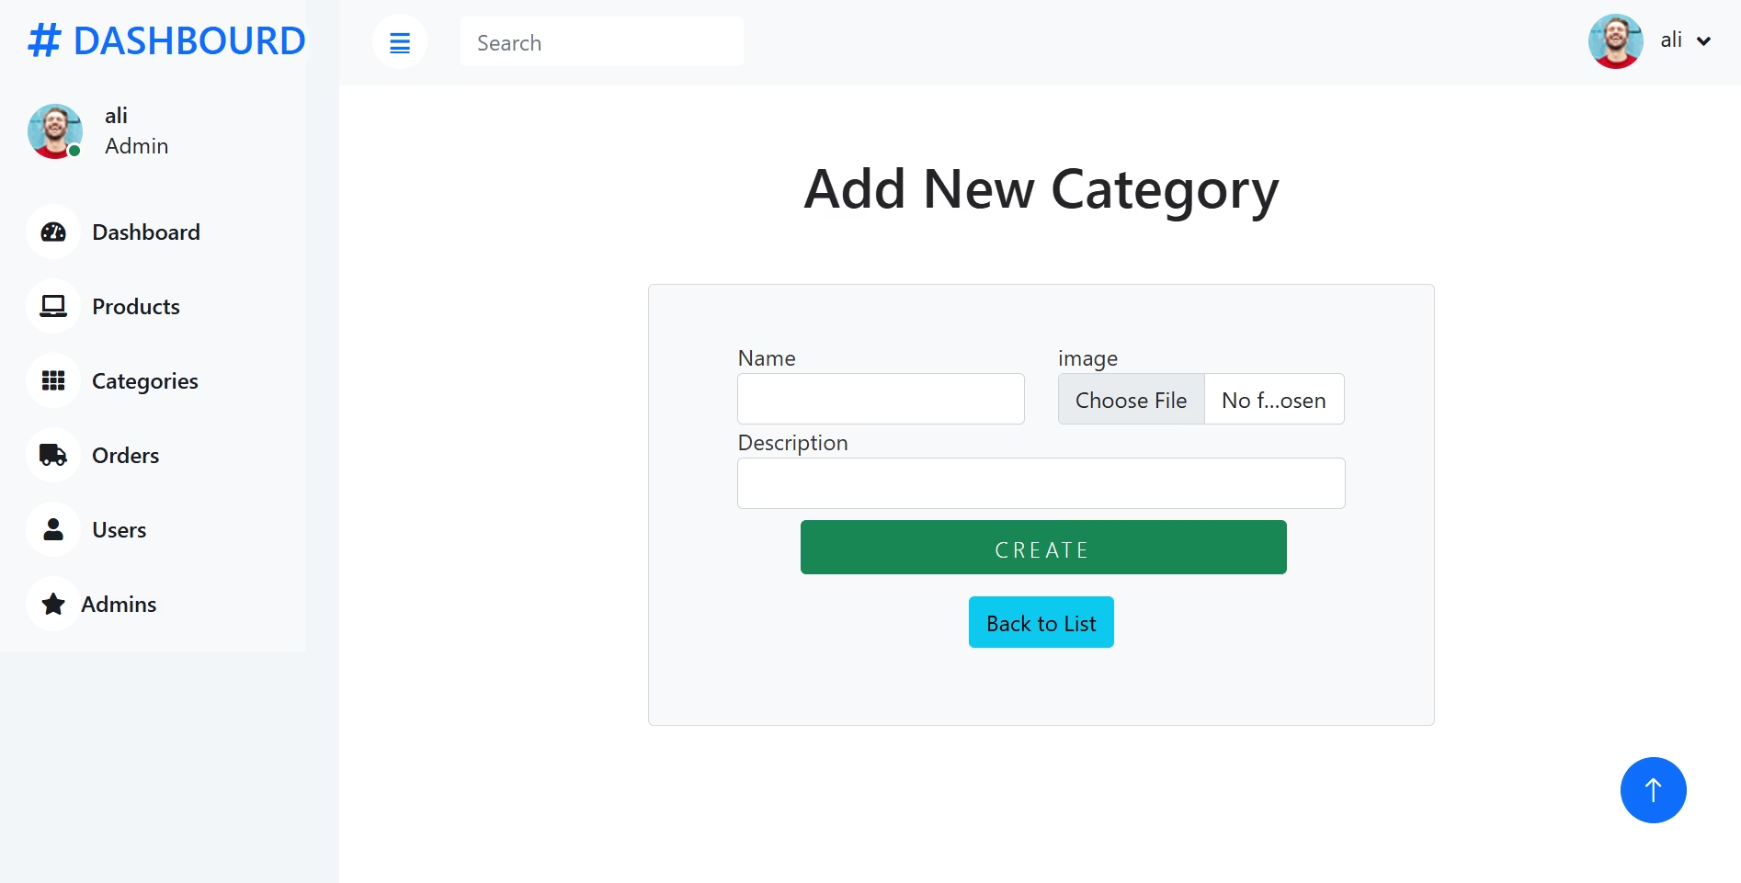 # DASHBOURD
Search
ali
ali
Admin
Dashboard
Products
Categories
Orders
Users
Admins
Add New Category
Name
image
Choose File No f...osen
Description
CREATE
Back to List